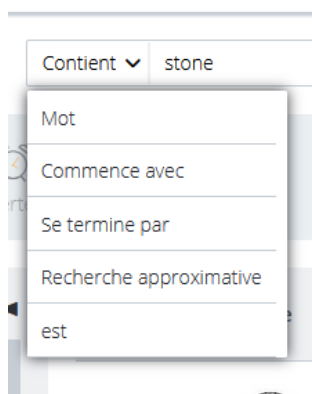 Contient stone
Mot
Commence avec
Se termine par
Recherche approximative
est